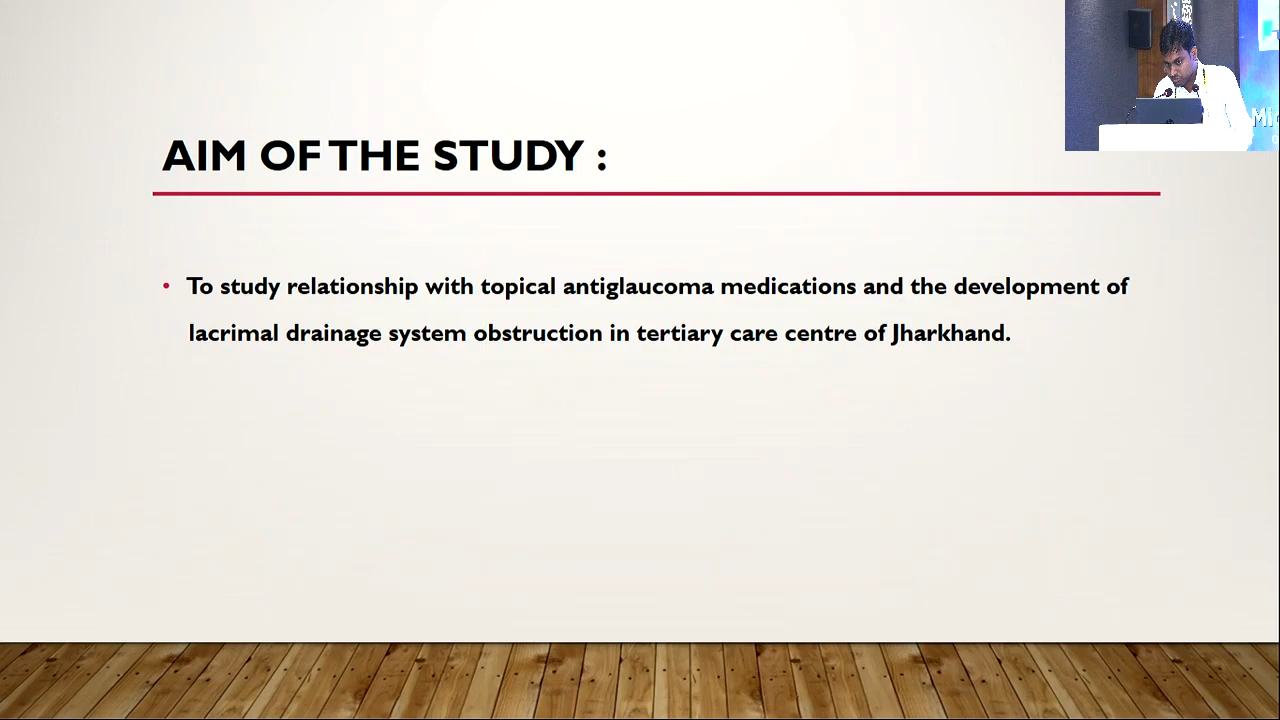 AIM OF THE STUDY :
• To study relationship with topical antiglaucoma medications and the development of
lacrimal drainage system obstruction in tertiary care centre of Jharkhand.